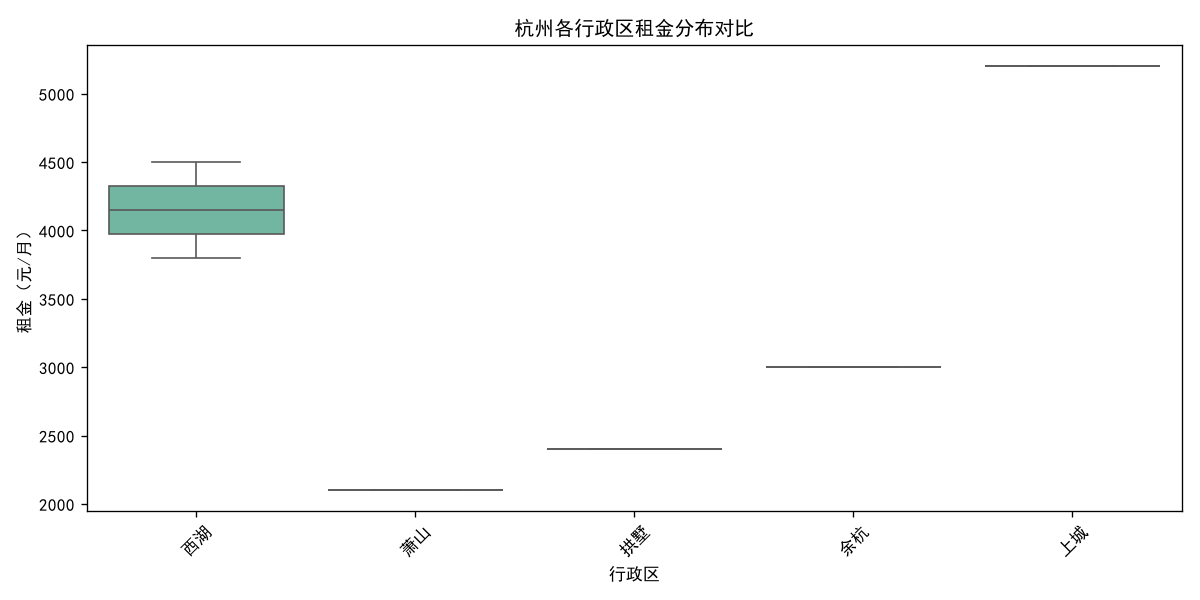 杭州各行政区租金分布对比
租金（元/月）
5000
4500
4000
3500
3000
2500
2000
西湖
萧山
拱墅
余杭
上城
行政区